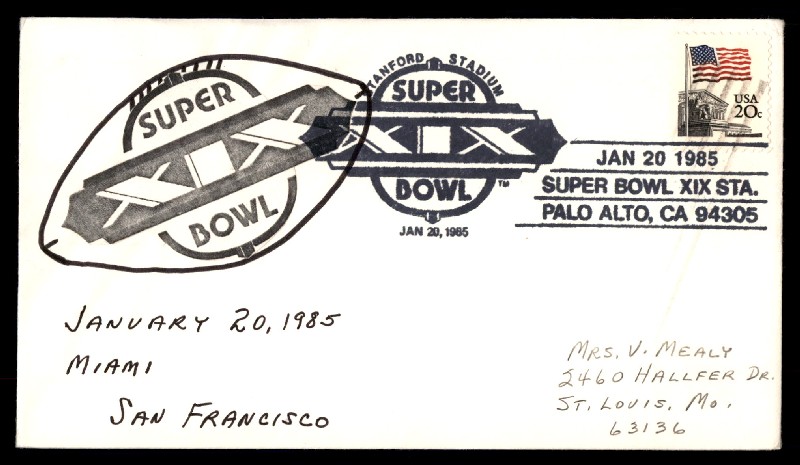 SUPER
XIX
BOWL
STANFORD STADIUM
SUPER
XIX
BOWL ™
JAN 20, 1985
USA
20c
JAN 20 1985
SUPER BOWL XIX STA.
PALO ALTO, CA 94305
JANUARY 20, 1985
MIAMI
SAN FRANCISCO
MRS. V. MEALY
2460 HALLFER DR.
ST. LOUIS, MO.
63136